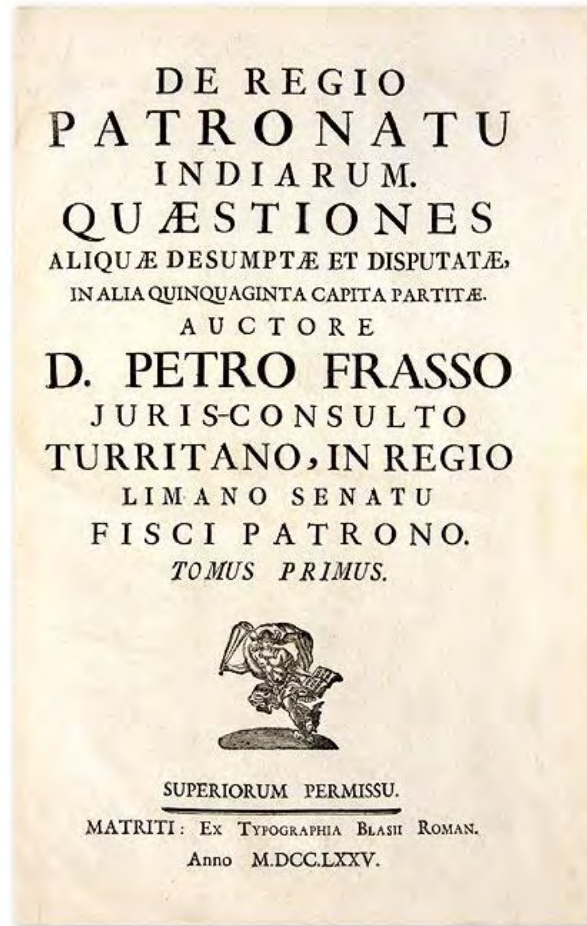 DE REGIO
PATRONATU
INDIARUM.
QUÆSTIONES
ALIQUÆ DESUMPTÆ ET DISPUTATÆ,
IN ALIA QUINQUAGINTA CAPITA PARTITÆ.
AUCTORE
D. PETRO FRASSO
JURIS-CONSULTO
TURRITANO, IN REGIO
LIMANO SENATU
FISCI PATRONO.
TOMUS PRIMUS.
SUPERIORUM PERMISSU.
MATRITI: EX TYPOGRAPHIA BLASII ROMAN.
Anno M.DCC.LXXV.